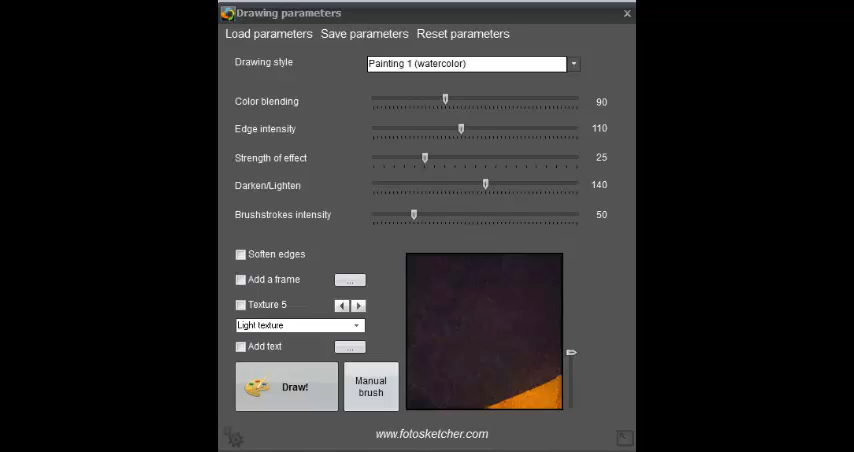 Drawing parameters x
Load parameters Save parameters Reset parameters
Drawing style Painting 1 (watercolor)
Color blending 90
Edge intensity 110
Strength of effect 25
Darken/Lighten 140
Brushstrokes intensity 50
Soften edges
Add a frame ...
Texture 5
Light texture
Add text ...
Draw!
Manual
brush
www.fotosketcher.com